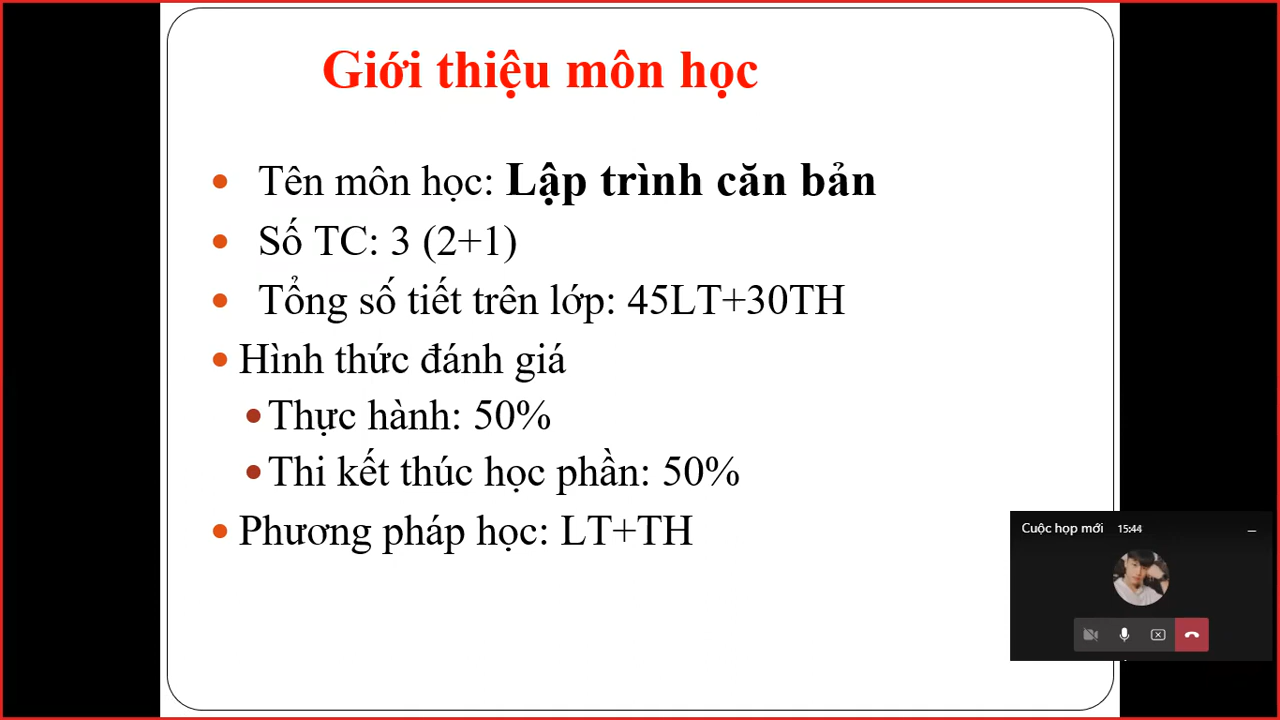 Giới thiệu môn học
Tên môn học: Lập trình căn bản
Số TC: 3 (2+1)
Tổng số tiết trên lớp: 45LT+30TH
Hình thức đánh giá
Thực hành: 50%
Thi kết thúc học phần: 50%
Phương pháp học: LT+TH
Cuộc họp mới 15:44